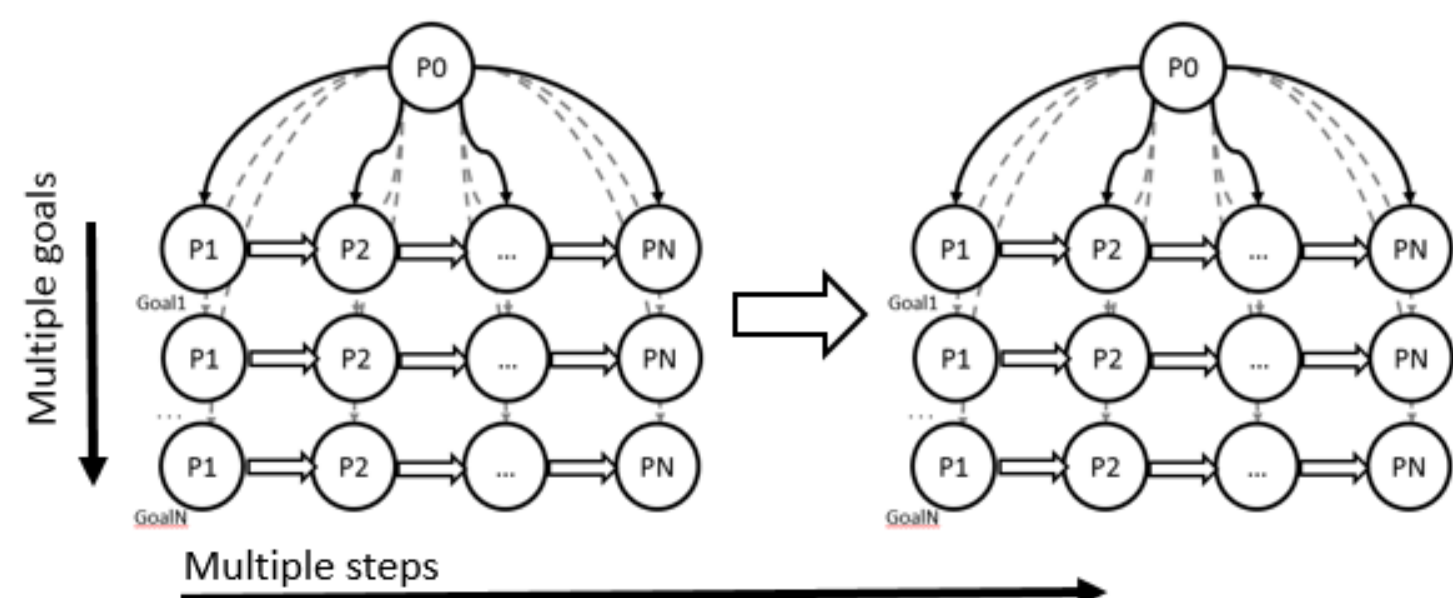 P0 P0
Multiple goals
P1 P2 ... PN P1 P2 ... PN
Goal1 Goal1
P1 P2 ... PN P1 P2 ... PN
... ...
P1 P2 ... PN P1 P2 ... PN
GoalN GoalN
Multiple steps